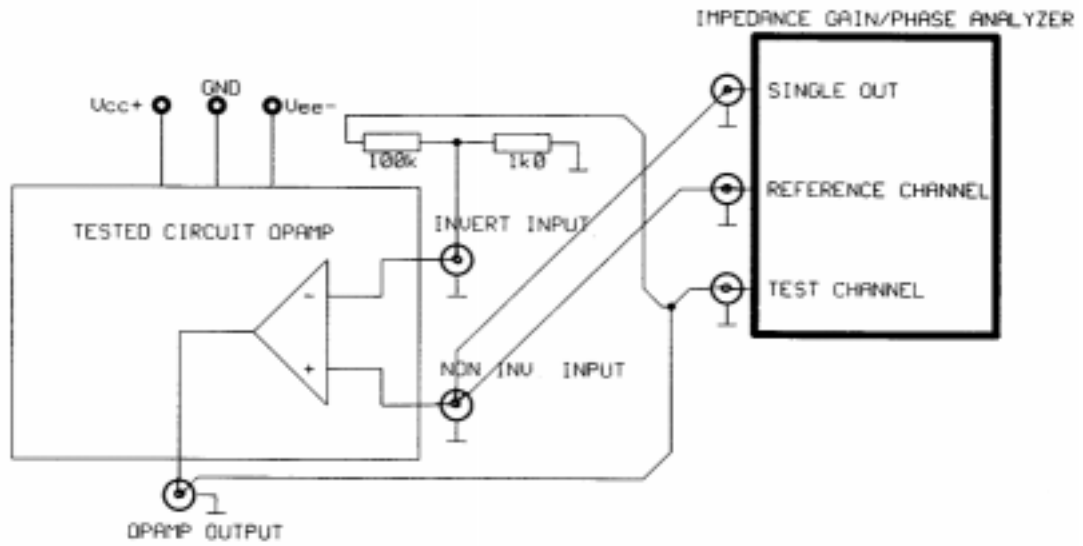 IMPEDANCE GAIN/PHASE ANALYZER
SINGLE OUT
REFERENCE CHANNEL
TEST CHANNEL
Vcc+
GND
Vee-
100k
1k0
TESTED CIRCUIT OPAMP
INVERT INPUT
-
+
NON INV. INPUT
OPAMP OUTPUT